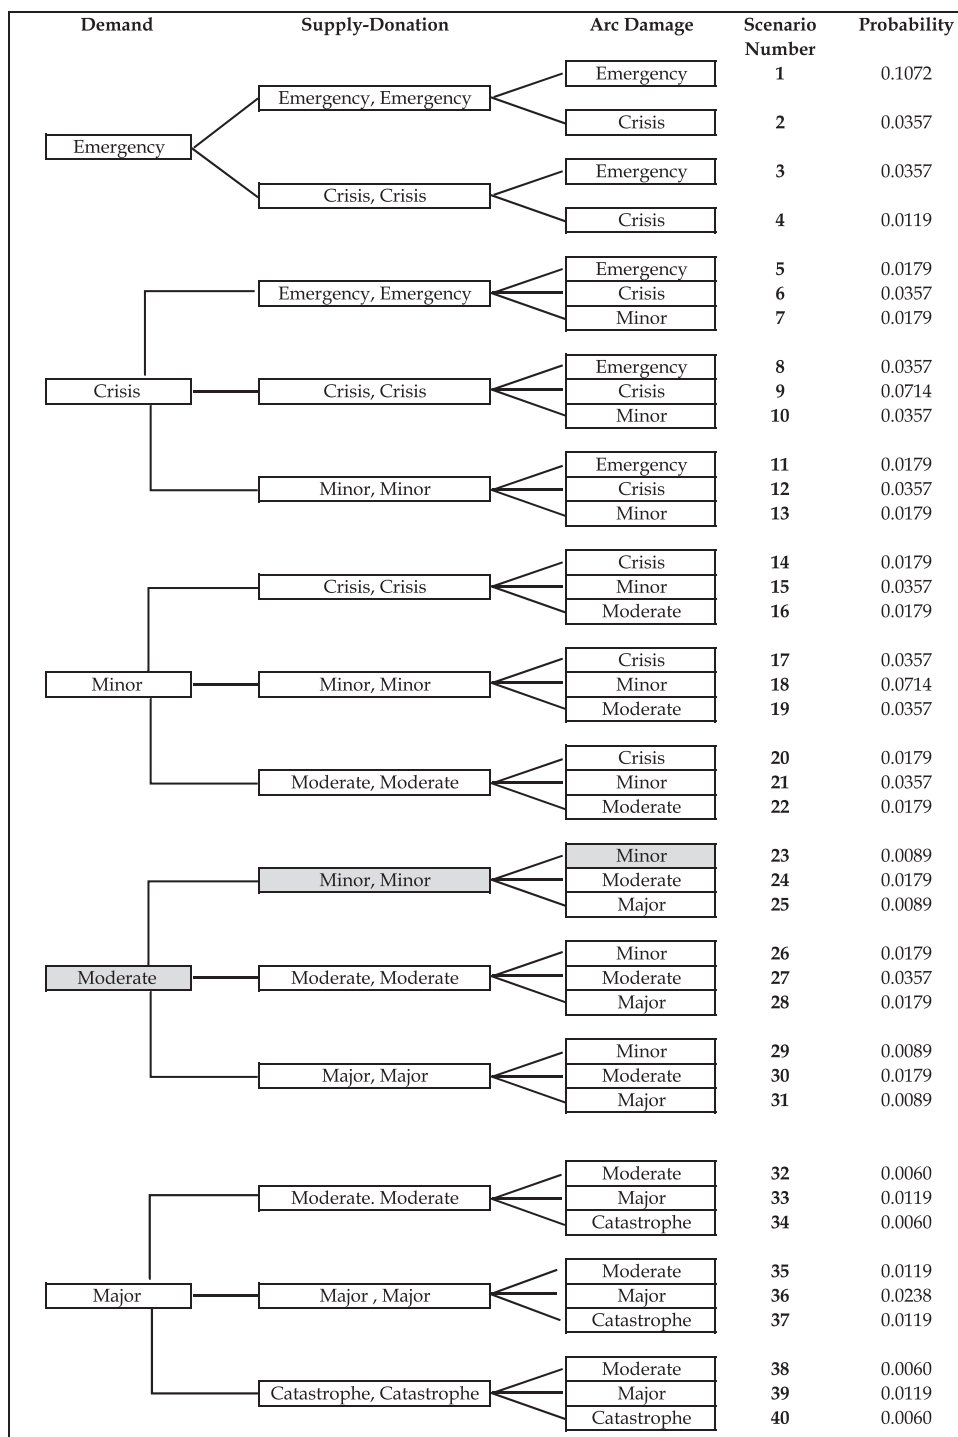 Demand Supply-Donation Arc Damage Scenario Probability
Number
Emergency 1 0.1072
Emergency, Emergency
Crisis 2 0.0357
Emergency
Emergency 3 0.0357
Crisis, Crisis
Crisis 4 0.0119
Emergency 5 0.0179
Emergency, Emergency Crisis 6 0.0357
Minor 7 0.0179
Emergency 8 0.0357
Crisis Crisis, Crisis Crisis 9 0.0714
Minor 10 0.0357
Emergency 11 0.0179
Minor, Minor Crisis 12 0.0357
Minor 13 0.0179
Crisis 14 0.0179
Crisis, Crisis Minor 15 0.0357
Moderate 16 0.0179
Crisis 17 0.0357
Minor Minor, Minor Minor 18 0.0714
Moderate 19 0.0357
Crisis 20 0.0179
Moderate, Moderate Minor 21 0.0357
Moderate 22 0.0179
Minor 23 0.0089
Minor, Minor Moderate 24 0.0179
Major 25 0.0089
Minor 26 0.0179
Moderate Moderate, Moderate Moderate 27 0.0357
Major 28 0.0179
Minor 29 0.0089
Major, Major Moderate 30 0.0179
Major 31 0.0089
Moderate 32 0.0060
Moderate. Moderate Major 33 0.0119
Catastrophe 34 0.0060
Moderate 35 0.0119
Major Major , Major Major 36 0.0238
Catastrophe 37 0.0119
Moderate 38 0.0060
Catastrophe, Catastrophe Major 39 0.0119
Catastrophe 40 0.0060